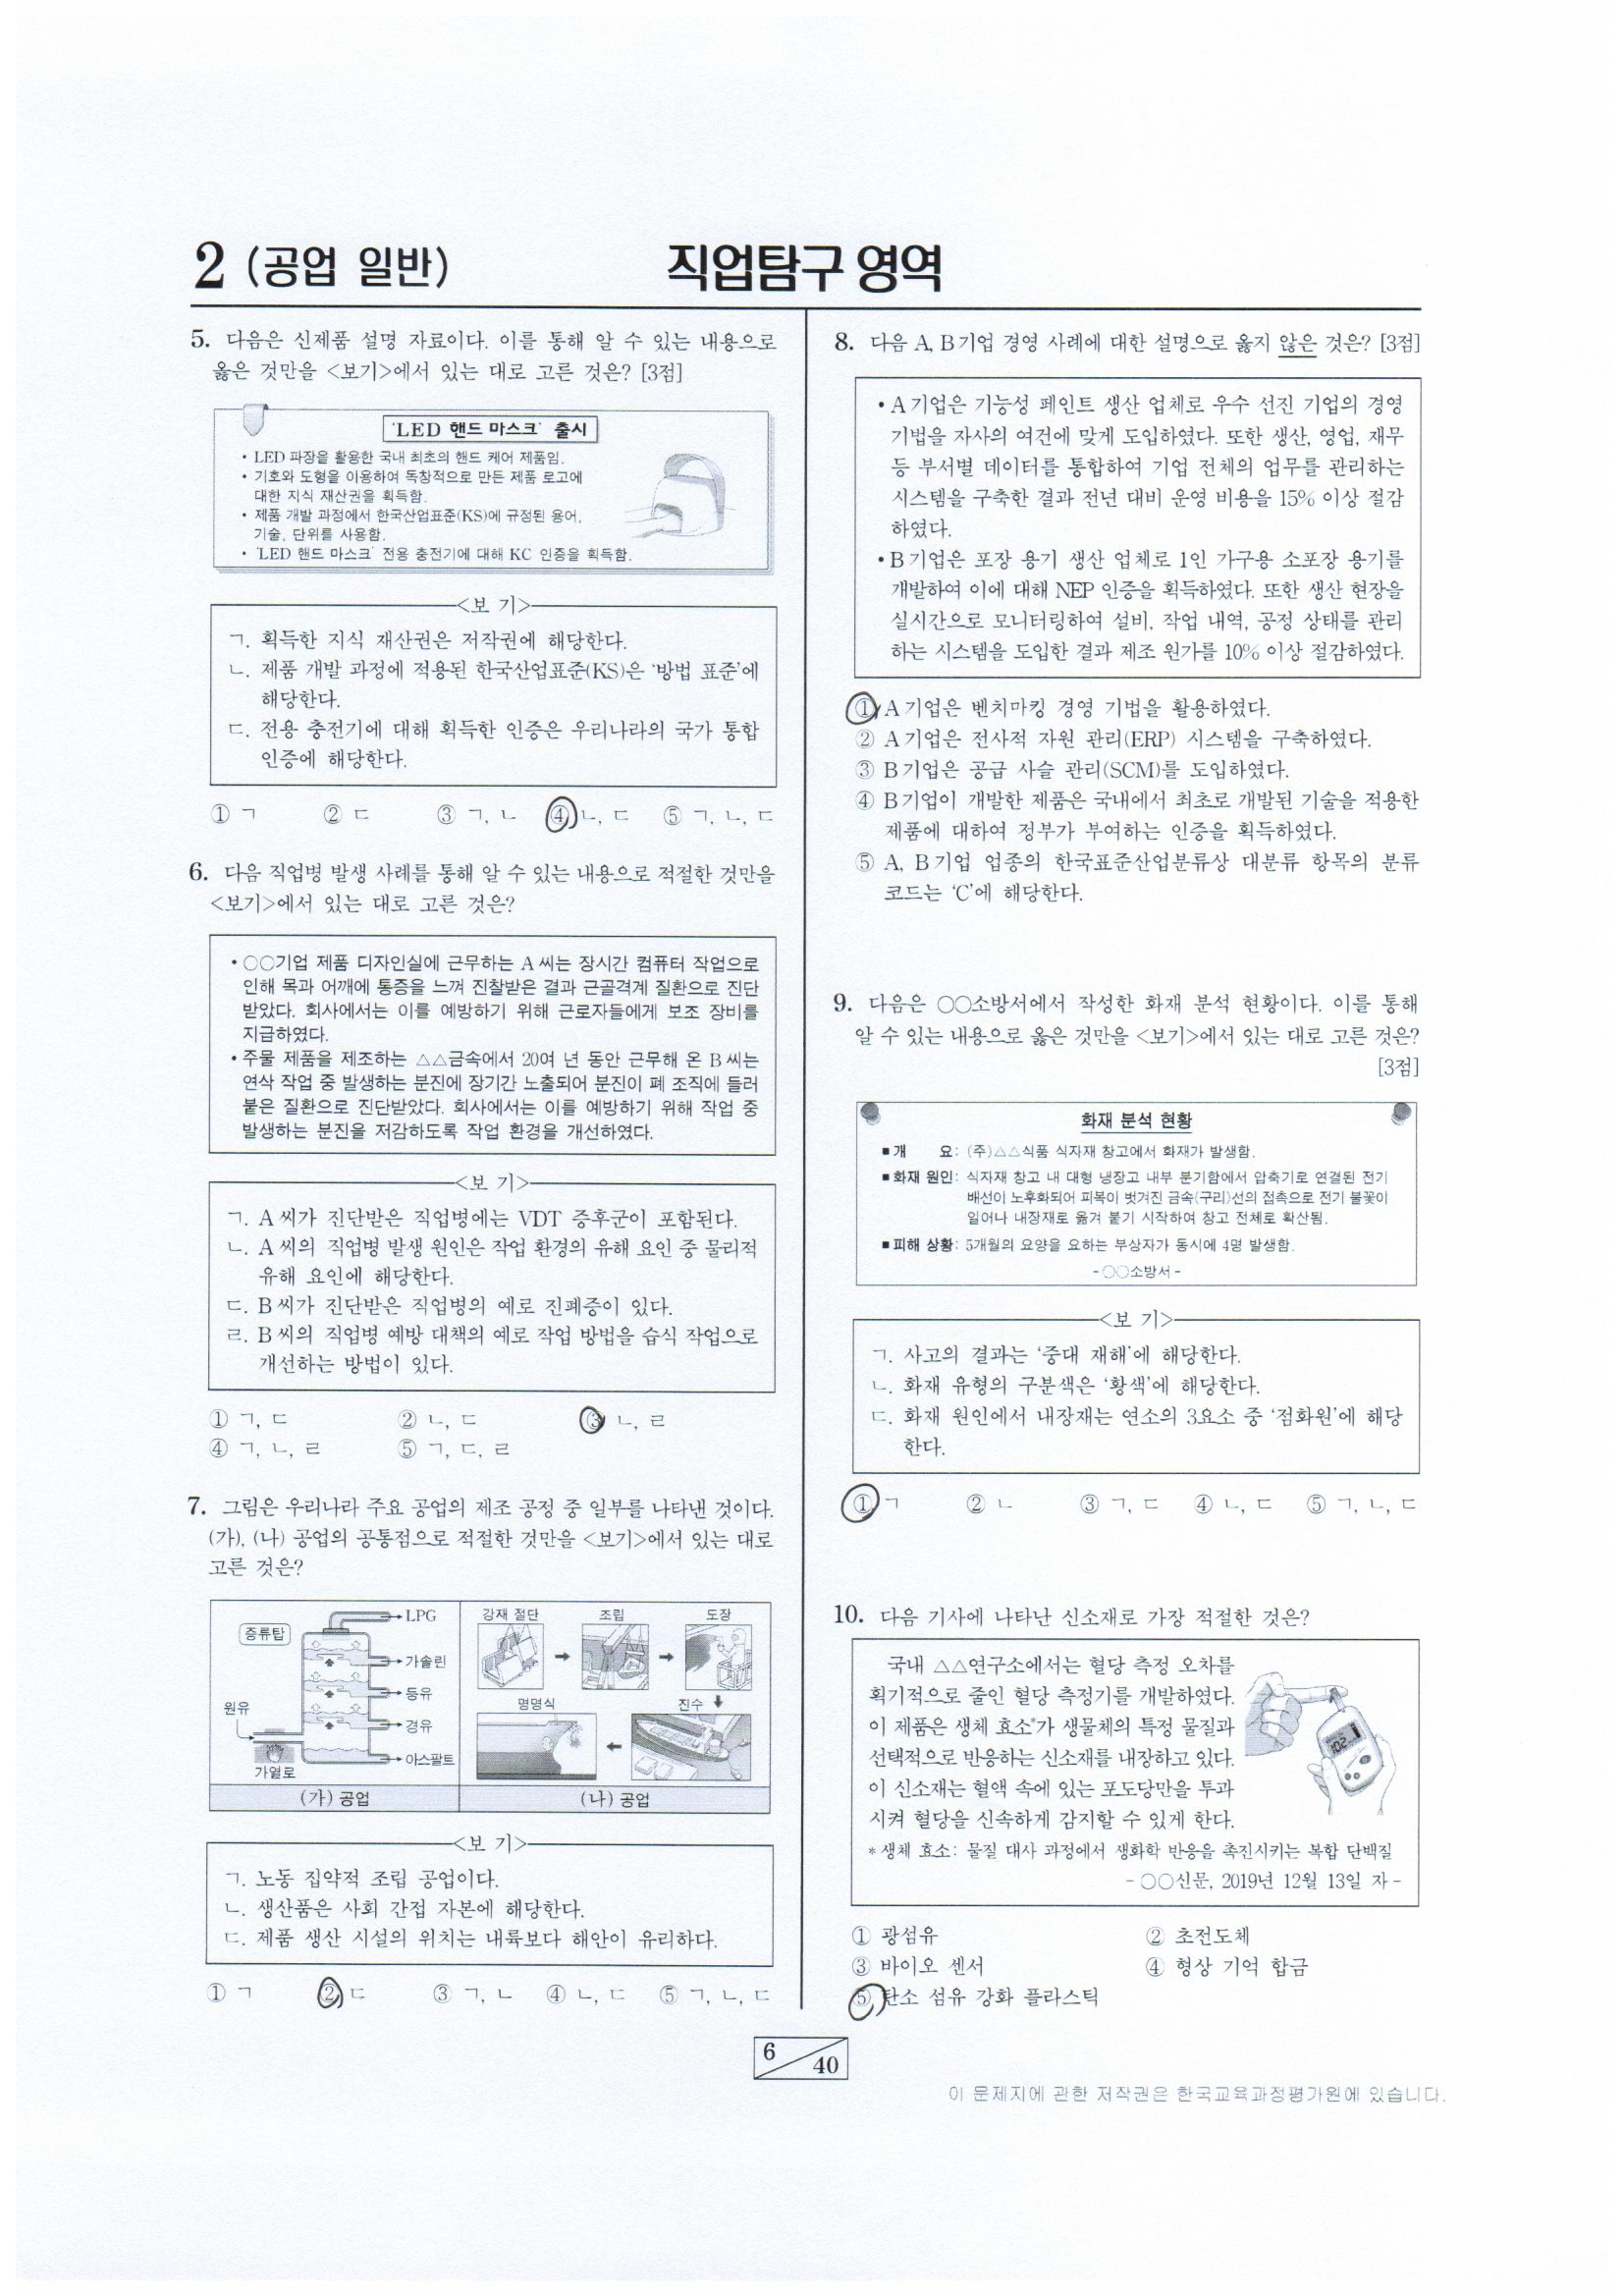 2 (공업 일반)
직업탐구 영역
5. 다음은 신제품 설명 자료이다. 이를 통해 알 수 있는 내용으로
옳은 것만을 <보기>에서 있는 대로 고른 것은? [3점]
'LED 핸드 마스크' 출시
• LED 파장을 활용한 국내 최초의 핸드 케어 제품임.
• 기호와 도형을 이용하여 독창적으로 만든 제품 로고에
대한 지식 재산권을 획득함.
• 제품 개발 과정에서 한국산업표준(KS)에 규정된 용어,
기술, 단위를 사용함.
• 'LED 핸드 마스크' 전용 충전기에 대해 KC 인증을 획득함.
<보 기>
ㄱ. 획득한 지식 재산권은 저작권에 해당한다.
ㄴ. 제품 개발 과정에 적용된 한국산업표준(KS)은 '방법 표준'에
해당한다.
ㄷ. 전용 충전기에 대해 획득한 인증은 우리나라의 국가 통합
인증에 해당한다.
① ㄱ ② ㄷ ③ ㄱ, ㄴ ④ ㄴ, ㄷ ⑤ ㄱ, ㄴ, ㄷ
6. 다음 직업병 발생 사례를 통해 알 수 있는 내용으로 적절한 것만을
<보기>에서 있는 대로 고른 것은?
• ○○기업 제품 디자인실에 근무하는 A 씨는 장시간 컴퓨터 작업으로
인해 목과 어깨에 통증을 느껴 진찰받은 결과 근골격계 질환으로 진단
받았다. 회사에서는 이를 예방하기 위해 근로자들에게 보조 장비를
지급하였다.
• 주물 제품을 제조하는 △△금속에서 20여 년 동안 근무해 온 B 씨는
연삭 작업 중 발생하는 분진에 장기간 노출되어 분진이 폐 조직에 들러
붙은 질환으로 진단받았다. 회사에서는 이를 예방하기 위해 작업 중
발생하는 분진을 저감하도록 작업 환경을 개선하였다.
<보 기>
ㄱ. A 씨가 진단받은 직업병에는 VDT 증후군이 포함된다.
ㄴ. A 씨의 직업병 발생 원인은 작업 환경의 유해 요인 중 물리적
유해 요인에 해당한다.
ㄷ. B 씨가 진단받은 직업병의 예로 진폐증이 있다.
ㄹ. B 씨의 직업병 예방 대책의 예로 작업 방법을 습식 작업으로
개선하는 방법이 있다.
① ㄱ, ㄷ ② ㄴ, ㄷ ③ ㄴ, ㄹ
④ ㄱ, ㄴ, ㄹ ⑤ ㄱ, ㄷ, ㄹ
7. 그림은 우리나라 주요 공업의 제조 공정 중 일부를 나타낸 것이다.
(가), (나) 공업의 공통점으로 적절한 것만을 <보기>에서 있는 대로
고른 것은?
증류탑
LPG
가솔린
등유
원유
경유
아스팔트
가열로
(가) 공업
강재 절단
조립
도장
명명식
진수
(나) 공업
<보 기>
ㄱ. 노동 집약적 조립 공업이다.
ㄴ. 생산품은 사회 간접 자본에 해당한다.
ㄷ. 제품 생산 시설의 위치는 내륙보다 해안이 유리하다.
① ㄱ ② ㄷ ③ ㄱ, ㄴ ④ ㄴ, ㄷ ⑤ ㄱ, ㄴ, ㄷ
8. 다음 A, B 기업 경영 사례에 대한 설명으로 옳지 않은 것은? [3점]
• A 기업은 기능성 페인트 생산 업체로 우수 선진 기업의 경영
기법을 자사의 여건에 맞게 도입하였다. 또한 생산, 영업, 재무
등 부서별 데이터를 통합하여 기업 전체의 업무를 관리하는
시스템을 구축한 결과 전년 대비 운영 비용을 15% 이상 절감
하였다.
• B 기업은 포장 용기 생산 업체로 1인 가구용 소포장 용기를
개발하여 이에 대해 NEP 인증을 획득하였다. 또한 생산 현장을
실시간으로 모니터링하여 설비, 작업 내역, 공정 상태를 관리
하는 시스템을 도입한 결과 제조 원가를 10% 이상 절감하였다.
① A 기업은 벤치마킹 경영 기법을 활용하였다.
② A 기업은 전사적 자원 관리(ERP) 시스템을 구축하였다.
③ B 기업은 공급 사슬 관리(SCM)를 도입하였다.
④ B 기업이 개발한 제품은 국내에서 최초로 개발된 기술을 적용한
제품에 대하여 정부가 부여하는 인증을 획득하였다.
⑤ A, B 기업 업종의 한국표준산업분류상 대분류 항목의 분류
코드는 'C'에 해당한다.
9. 다음은 ○○소방서에서 작성한 화재 분석 현황이다. 이를 통해
알 수 있는 내용으로 옳은 것만을 <보기>에서 있는 대로 고른 것은?
[3점]
화재 분석 현황
■ 개 요: (주)△△식품 식자재 창고에서 화재가 발생함.
■ 화재 원인: 식자재 창고 내 대형 냉장고 내부 분기함에서 압축기로 연결된 전기
배선이 노후화되어 피복이 벗겨진 금속(구리)선의 접촉으로 전기 불꽃이
일어나 내장재로 옮겨 붙기 시작하여 창고 전체로 확산됨.
■ 피해 상황: 5개월의 요양을 요하는 부상자가 동시에 4명 발생함.
- ○○소방서 -
<보 기>
ㄱ. 사고의 결과는 '중대 재해'에 해당한다.
ㄴ. 화재 유형의 구분색은 '황색'에 해당한다.
ㄷ. 화재 원인에서 내장재는 연소의 3요소 중 '점화원'에 해당
한다.
① ㄱ ② ㄴ ③ ㄱ, ㄷ ④ ㄴ, ㄷ ⑤ ㄱ, ㄴ, ㄷ
10. 다음 기사에 나타난 신소재로 가장 적절한 것은?
국내 △△연구소에서는 혈당 측정 오차를
획기적으로 줄인 혈당 측정기를 개발하였다.
이 제품은 생체 효소*가 생물체의 특정 물질과
선택적으로 반응하는 신소재를 내장하고 있다.
이 신소재는 혈액 속에 있는 포도당만을 투과
시켜 혈당을 신속하게 감지할 수 있게 한다.
102
* 생체 효소: 물질 대사 과정에서 생화학 반응을 촉진시키는 복합 단백질
- ○○신문, 2019년 12월 13일 자 -
① 광섬유 ② 초전도체
③ 바이오 센서 ④ 형상 기억 합금
⑤ 탄소 섬유 강화 플라스틱
6 40
이 문제지에 관한 저작권은 한국교육과정평가원에 있습니다.